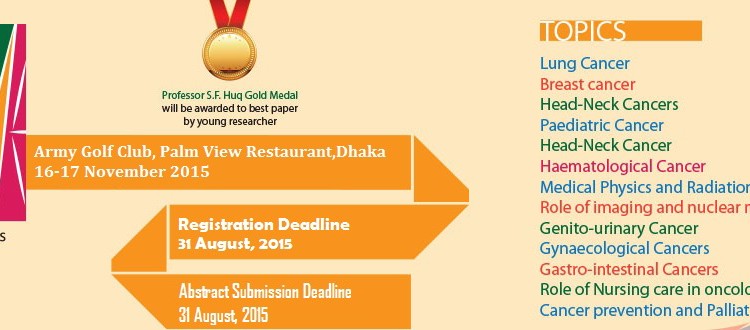 Professor S.F. Huq Gold Medal
will be awarded to best paper
by young researcher
Army Golf Club, Palm View Restaurant,Dhaka
16-17 November 2015
Registration Deadline
31 August, 2015
Abstract Submission Deadline
31 August, 2015
TOPICS
Lung Cancer
Breast cancer
Head-Neck Cancers
Paediatric Cancer
Head-Neck Cancer
Haematological Cancer
Medical Physics and Radiation
Role of imaging and nuclear
Genito-urinary Cancer
Gynaecological Cancers
Gastro-intestinal Cancers
Role of Nursing care in
Cancer prevention and